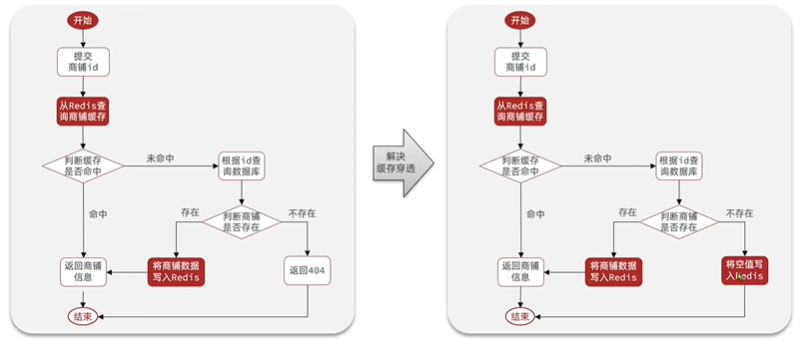 开始
提交
商铺id
从Redis查
询商铺缓存
判断缓存
是否命中
未命中
根据id查
询数据库
命中
存在
判断商铺
是否存在
不存在
返回商铺
信息
将商铺数据
写入Redis
返回404
结束
解决
缓存穿透
开始
提交
商铺id
从Redis查
询商铺缓存
判断缓存
是否命中
未命中
根据id查
询数据库
命中
存在
判断商铺
是否存在
不存在
返回商铺
信息
将商铺数据
写入Redis
将空值写
入Redis
结束